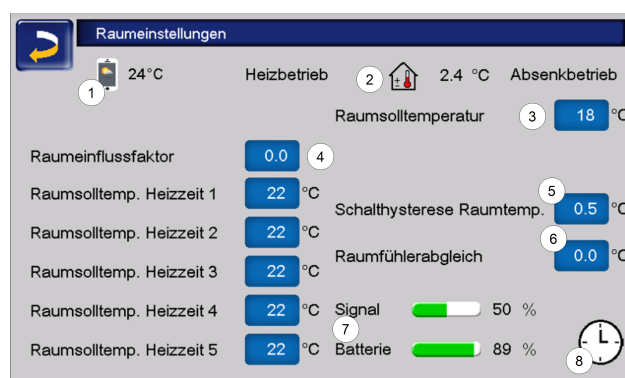 Raumeinstellungen
24°C Heizbetrieb 2 2.4 °C Absenkbetrieb
1
Raumsolltemperatur 3 18 °C
Raumeinflussfaktor 0.0 4
Raumsolltemp. Heizzeit 1 22 °C
5
Schalthysterese Raumtemp. 0.5 °C
Raumsolltemp. Heizzeit 2 22 °C
6
Raumfühlerabgleich 0.0 °C
Raumsolltemp. Heizzeit 3 22 °C
Raumsolltemp. Heizzeit 4 22 °C
Signal 50 %
7
Raumsolltemp. Heizzeit 5 22 °C
Batterie 89 %
8